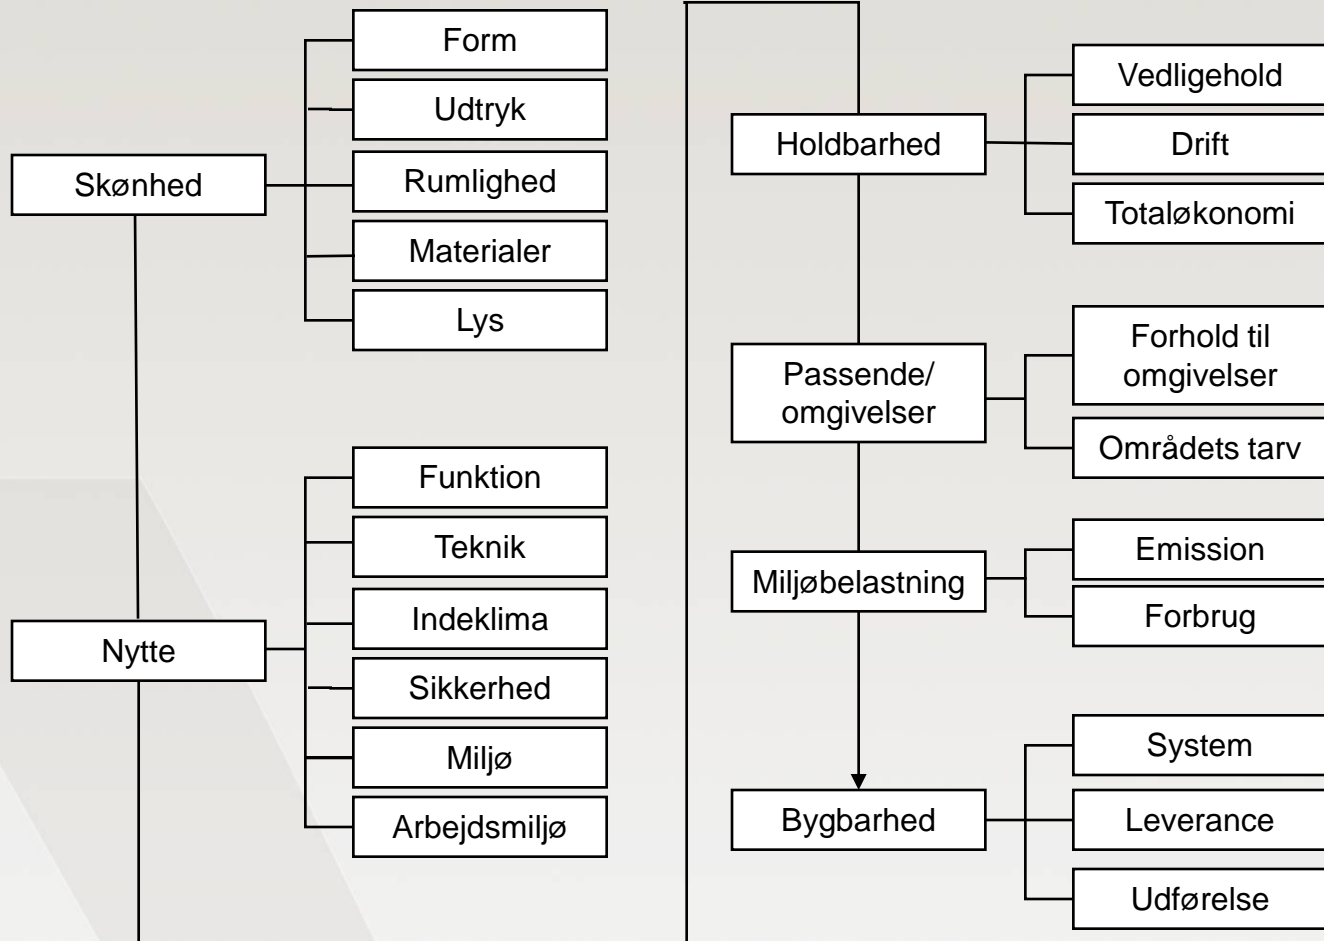 Skønhed
Form
Udtryk
Rumlighed
Materialer
Lys
Nytte
Funktion
Teknik
Indeklima
Sikkerhed
Miljø
Arbejdsmiljø
Holdbarhed
Vedligehold
Drift
Totaløkonomi
Passende/
omgivelser
Forhold til
omgivelser
Områdets tarv
Miljøbelastning
Emission
Forbrug
Bygbarhed
System
Leverance
Udførelse